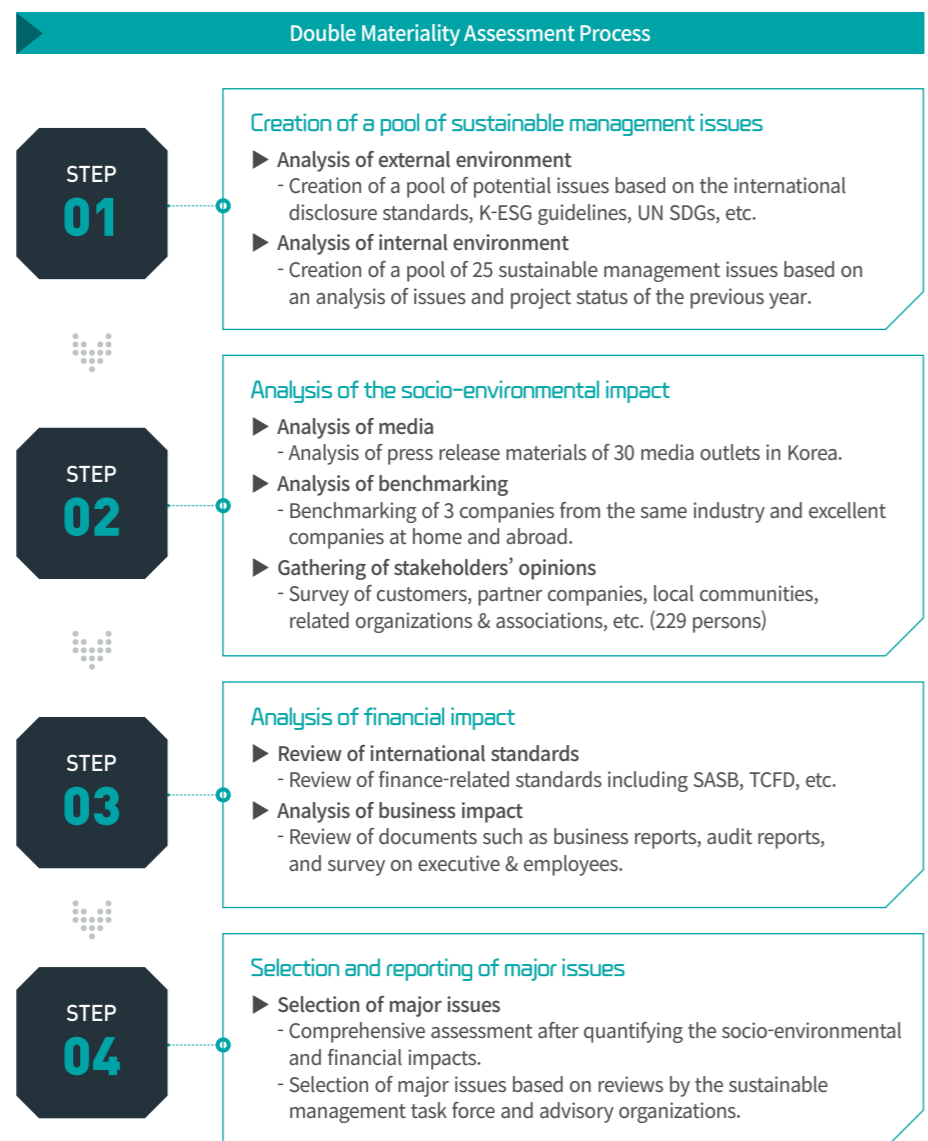 Double Materiality Assessment Process
STEP
01
Creation of a pool of sustainable management issues
▶ Analysis of external environment
- Creation of a pool of potential issues based on the international
disclosure standards, K-ESG guidelines, UN SDGs, etc.
▶ Analysis of internal environment
- Creation of a pool of 25 sustainable management issues based on
an analysis of issues and project status of the previous year.
STEP
02
Analysis of the socio-environmental impact
▶ Analysis of media
- Analysis of press release materials of 30 media outlets in Korea.
▶ Analysis of benchmarking
- Benchmarking of 3 companies from the same industry and excellent
companies at home and abroad.
▶ Gathering of stakeholders’ opinions
- Survey of customers, partner companies, local communities,
related organizations & associations, etc. (229 persons)
STEP
03
Analysis of financial impact
▶ Review of international standards
- Review of finance-related standards including SASB, TCFD, etc.
▶ Analysis of business impact
- Review of documents such as business reports, audit reports,
and survey on executive & employees.
STEP
04
Selection and reporting of major issues
▶ Selection of major issues
- Comprehensive assessment after quantifying the socio-environmental
and financial impacts.
- Selection of major issues based on reviews by the sustainable
management task force and advisory organizations.